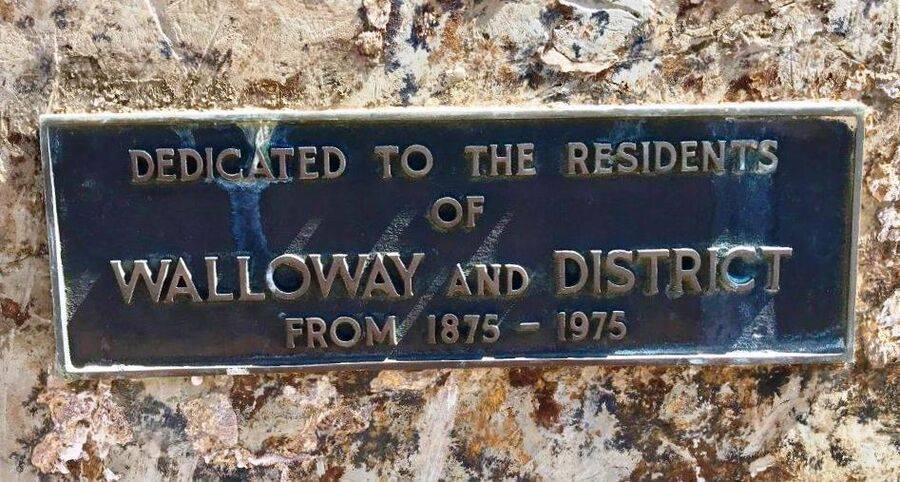 DEDICATED TO THE RESIDENTS
OF
WALLOWAY AND DISTRICT
FROM 1875 - 1975